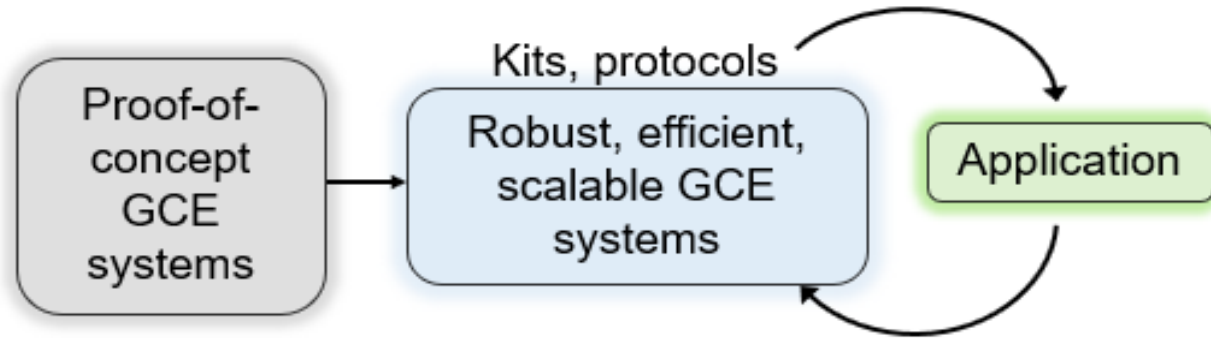 Proof-of-
concept
GCE
systems
Kits, protocols
Robust, efficient,
scalable GCE
systems
Application